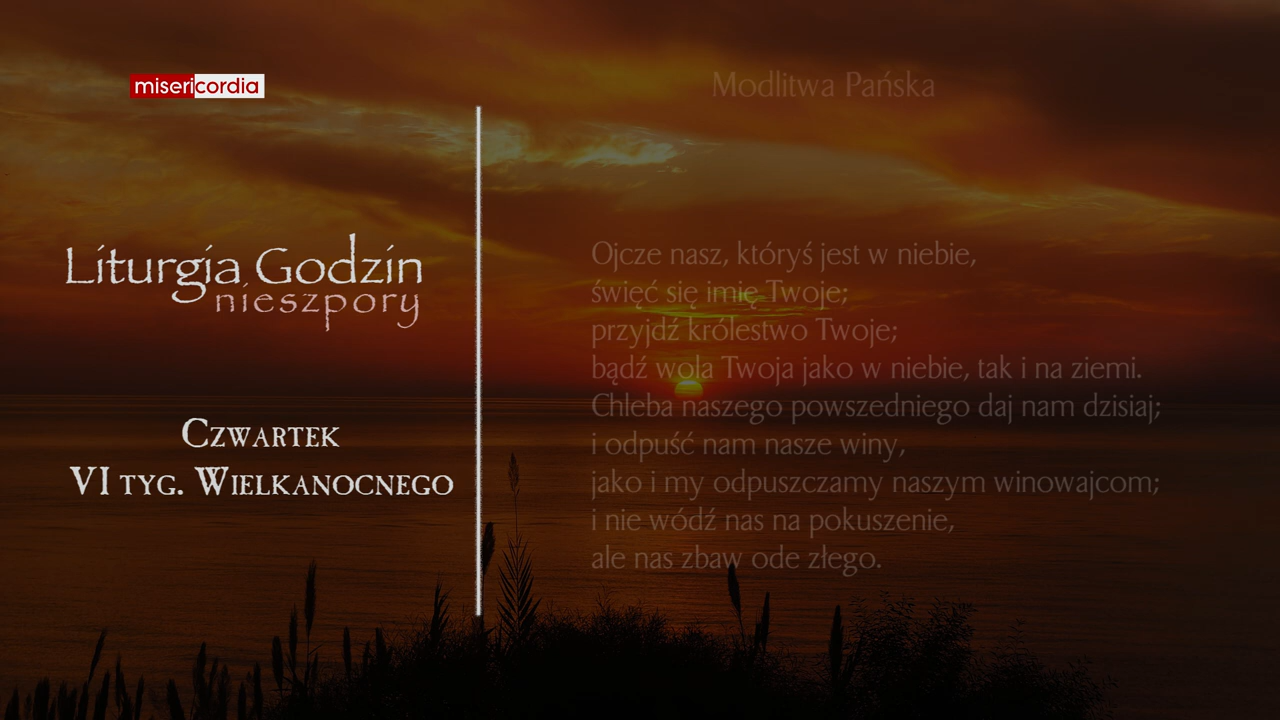 misericordia
Liturgia Godzin
nieszpory
Czwartek
VI tyg. Wielkanocnego
Modlitwa Pańska
Ojcze nasz, któryś jest w niebie,
święć się imię Twoje;
przyjdź królestwo Twoje;
bądź wola Twoja jako w niebie, tak i na ziemi.
Chleba naszego powszedniego daj nam dzisiaj;
i odpuść nam nasze winy,
jako i my odpuszczamy naszym winowajcom;
i nie wódź nas na pokuszenie,
ale nas zbaw ode złego.